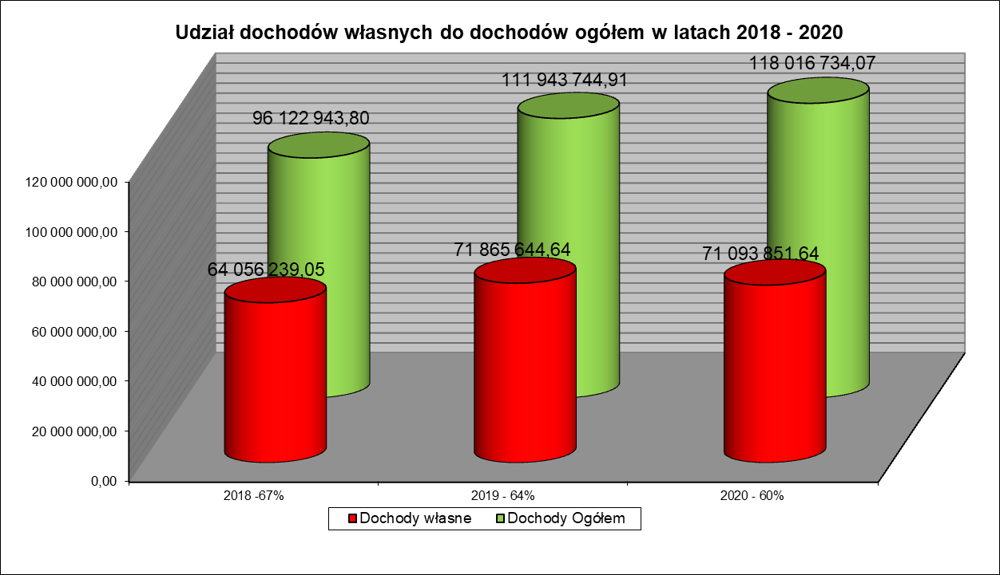 Udział dochodów własnych do dochodów ogółem w latach 2018 - 2020
118 016 734,07
111 943 744,91
96 122 943,80
71 865 644,64
71 093 851,64
64 056 239,05
120 000 000,00
100 000 000,00
80 000 000,00
60 000 000,00
40 000 000,00
20 000 000,00
0,00
2018 -67%
2019 - 64%
2020 - 60%
Dochody własne
Dochody Ogółem